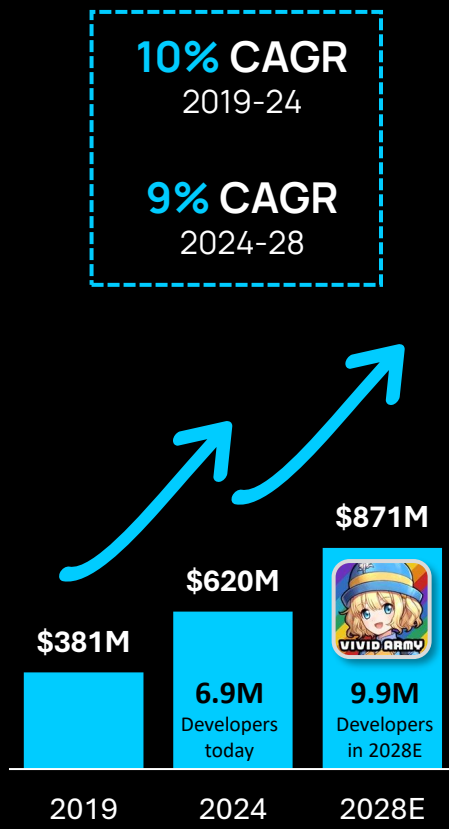 10% CAGR
2019-24
9% CAGR
2024-28
$871M
$620M
$381M
VIVID ARMY
6.9M
Developers
today
9.9M
Developers
in 2028E
2019
2024
2028E